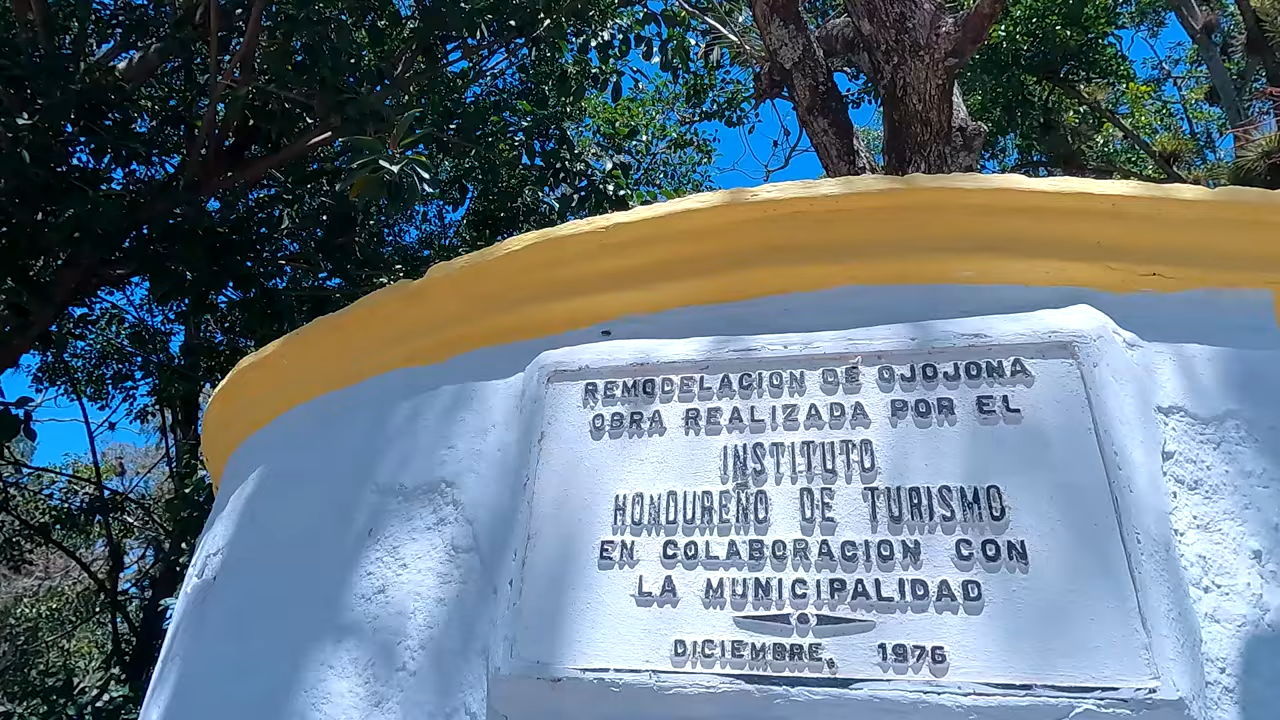 REMODELACION DE OJOJONA
OBRA REALIZADA POR EL
INSTITUTO
HONDUREÑO DE TURISMO
EN COLABORACION CON
LA MUNICIPALIDAD
DICIEMBRE, 1976